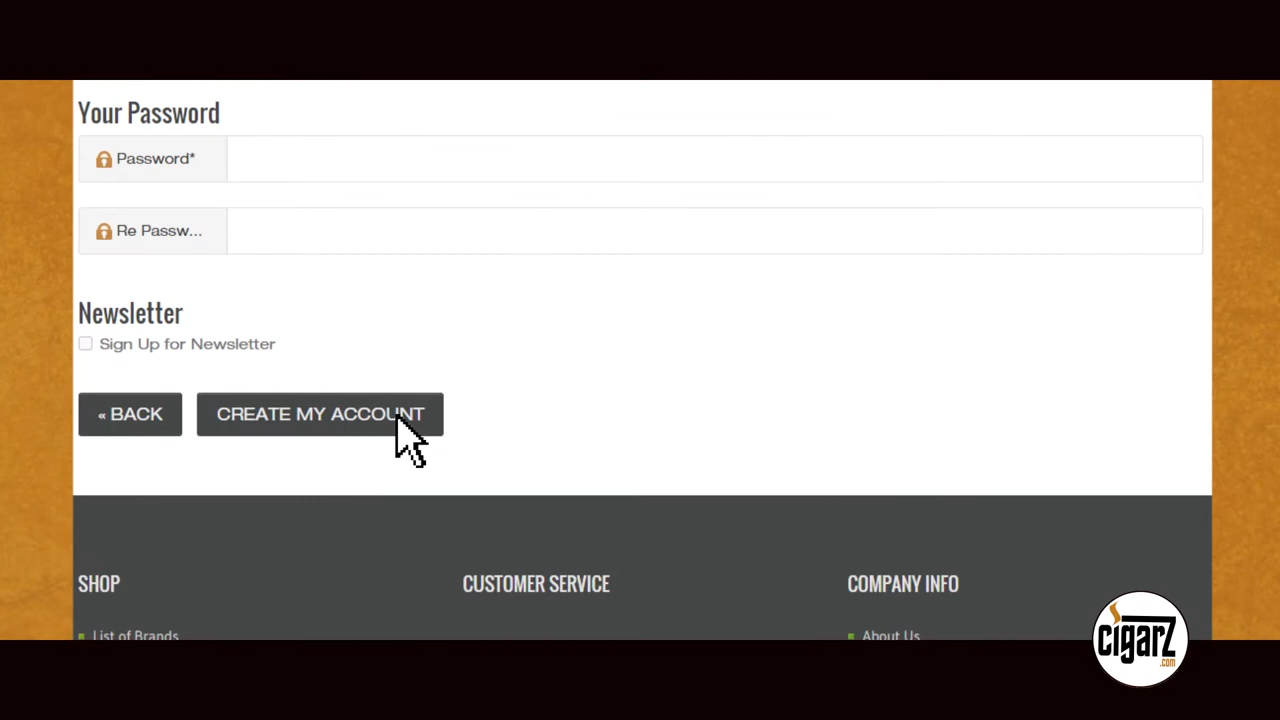 Your Password
Password*
Re Passw...
Newsletter
Sign Up for Newsletter
« BACK
CREATE MY ACCOUNT
SHOP
CUSTOMER SERVICE
COMPANY INFO
List of Brands
About Us
cigarz
.com